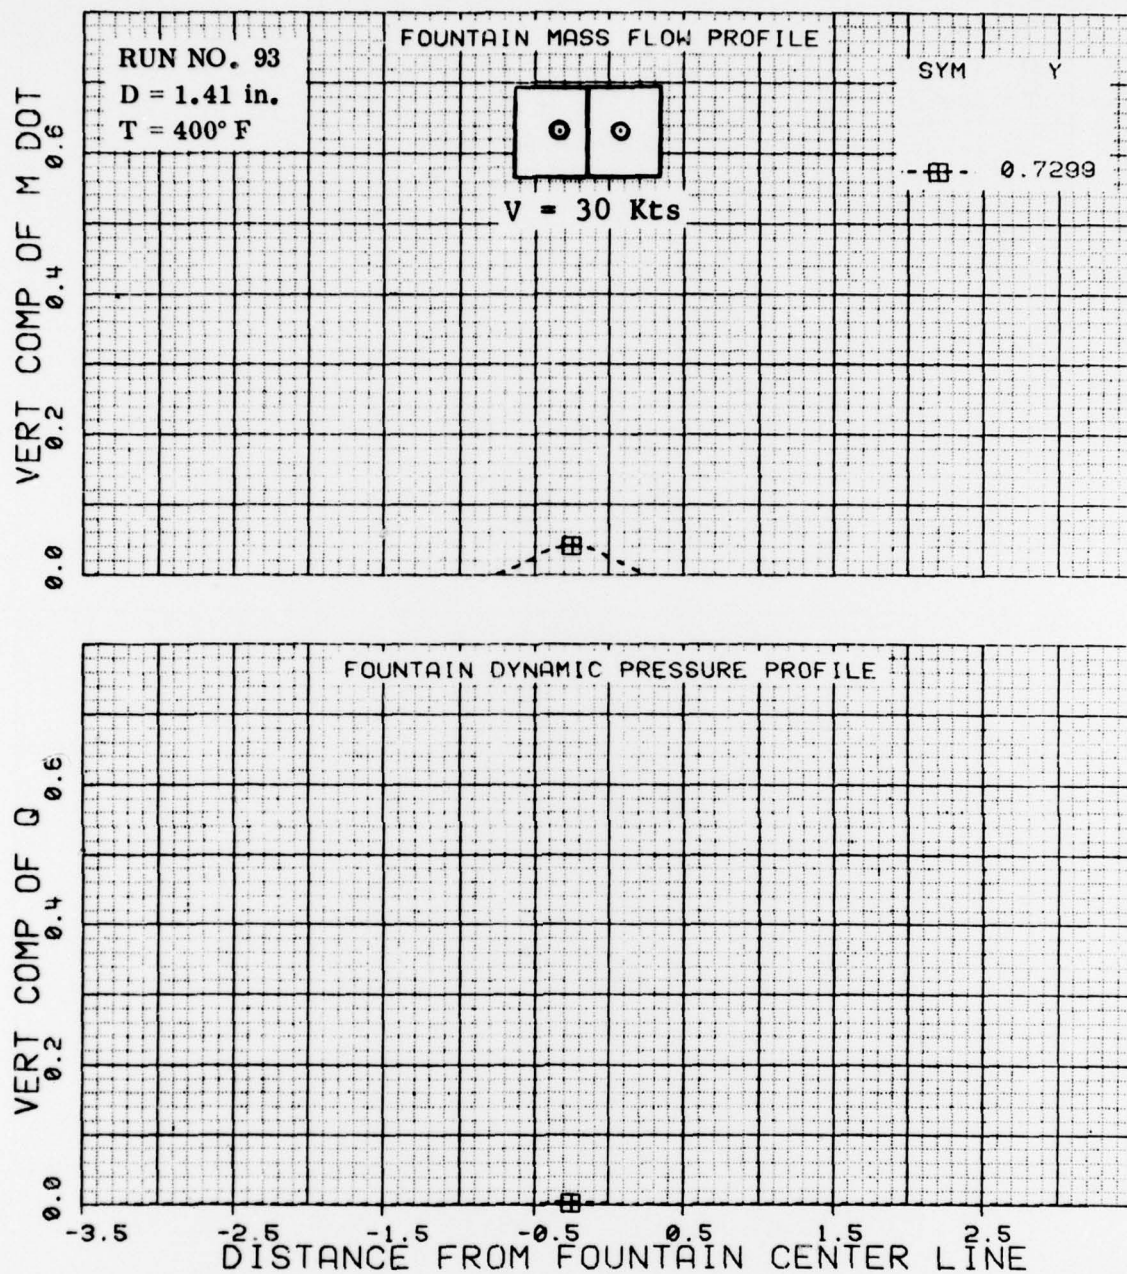 FOUNTAIN MASS FLOW PROFILE
RUN NO. 93
D = 1.41 in.
T = 400° F
SYM Y
0.7299
V = 30 Kts
VERT COMP OF M DOT
0.6
0.4
0.2
0.0
FOUNTAIN DYNAMIC PRESSURE PROFILE
VERT COMP OF Q
0.6
0.4
0.2
0.0
-3.5 -2.5 -1.5 -0.5 0.5 1.5 2.5
DISTANCE FROM FOUNTAIN CENTER LINE